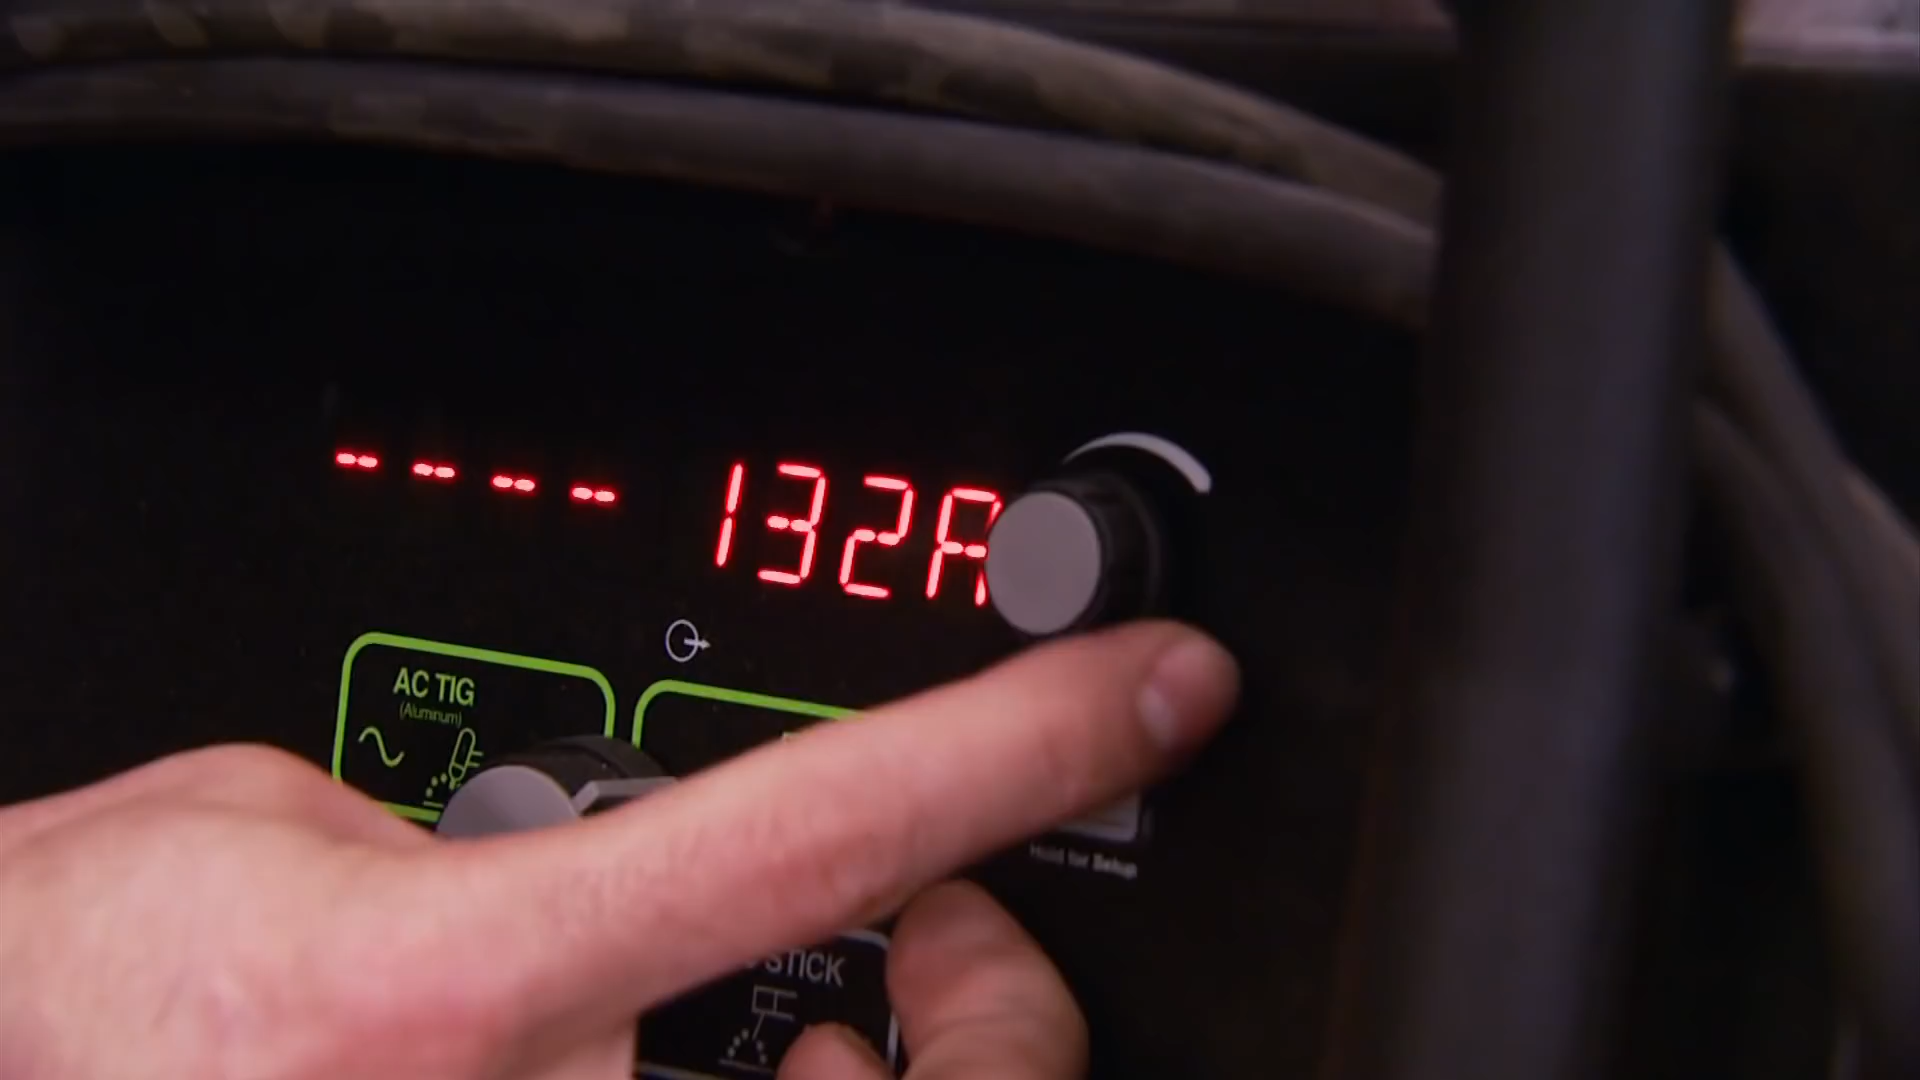 - - - - 132A
AC TIG
(Aluminum)
Hold for Setup
STICK